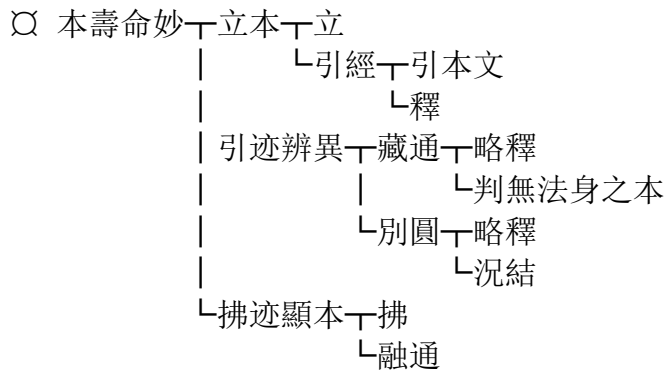 ¤ 本壽命妙┬立本┬立
│ └引經┬引本文
│ └釋
│引迹辨異┬藏通┬略釋
│ │ └判無法身之本
│ └別圓┬略釋
│ └況結
└拂迹顯本┬拂
└融通